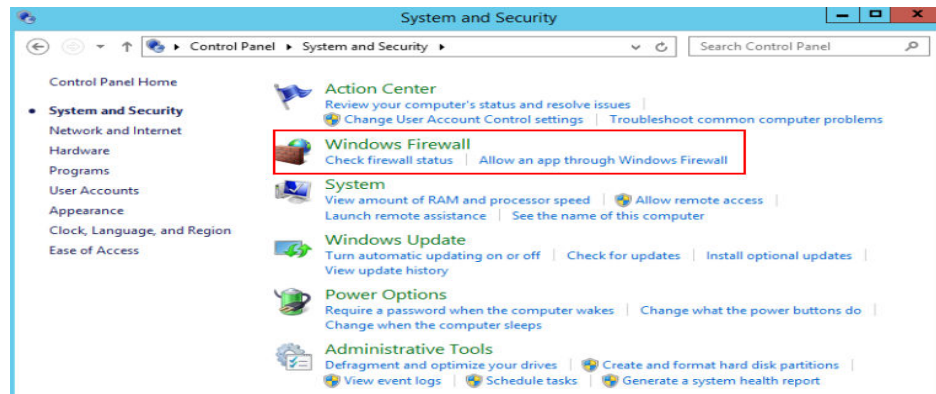 System and Security
Control Panel ▸ System and Security ▸
Search Control Panel
Control Panel Home
System and Security
Network and Internet
Hardware
Programs
User Accounts
Appearance
Clock, Language, and Region
Ease of Access
Action Center
Review your computer's status and resolve issues
Change User Account Control settings | Troubleshoot common computer problems
Windows Firewall
Check firewall status | Allow an app through Windows Firewall
System
View amount of RAM and processor speed | Allow remote access
Launch remote assistance | See the name of this computer
Windows Update
Turn automatic updating on or off | Check for updates | Install optional updates
View update history
Power Options
Require a password when the computer wakes | Change what the power buttons do
Change when the computer sleeps
Administrative Tools
Defragment and optimize your drives | Create and format hard disk partitions
View event logs | Schedule tasks | Generate a system health report